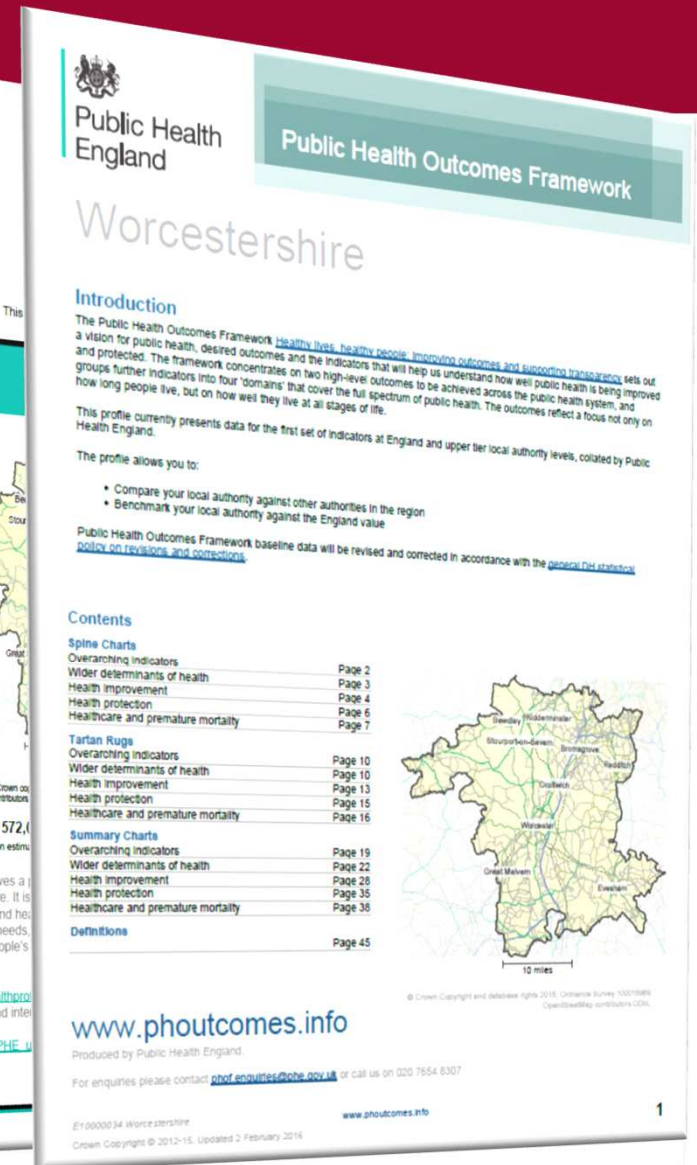 Public Health
England
Public Health Outcomes Framework
Worcestershire
Introduction
The Public Health Outcomes Framework Healthy lives, healthy people: Improving outcomes and supporting transparency sets out
a vision for public health, desired outcomes and the indicators that will help us understand how well public health is being improved
and protected. The framework concentrates on two high-level outcomes to be achieved across the public health system, and
groups further indicators into four 'domains' that cover the full spectrum of public health. The outcomes reflect a focus not only on
how long people live, but on how well they live at all stages of life.
This profile currently presents data for the first set of indicators at England and upper tier local authority levels, collated by Public
Health England.
The profile allows you to:
• Compare your local authority against other authorities in the region
• Benchmark your local authority against the England value
Public Health Outcomes Framework baseline data will be revised and corrected in accordance with the general DH statistical
policy on revisions and corrections.
Contents
Spine Charts
Overarching indicators Page 2
Wider determinants of health Page 3
Health improvement Page 4
Health protection Page 6
Healthcare and premature mortality Page 7
Tartan Rugs
Overarching indicators Page 10
Wider determinants of health Page 10
Health improvement Page 13
Health protection Page 15
Healthcare and premature mortality Page 16
Summary Charts
Overarching indicators Page 19
Wider determinants of health Page 22
Health improvement Page 28
Health protection Page 35
Healthcare and premature mortality Page 38
Definitions Page 45
Bewdley Kidderminster
Stourport-on-Severn Bromsgrove
Redditch
Droitwich
Worcester
Great Malvern
Evesham
10 miles
© Crown Copyright and database rights 2015, Ordnance Survey 100016969
OpenStreetMap contributors ODbL
www.phoutcomes.info
Produced by Public Health England.
For enquiries please contact phof.enquiries@phe.gov.uk or call us on 020 7654 8307
E10000034 Worcestershire www.phoutcomes.info 1
Crown Copyright © 2012-15. Updated 2 February 2016
This
Stour
Great
572,